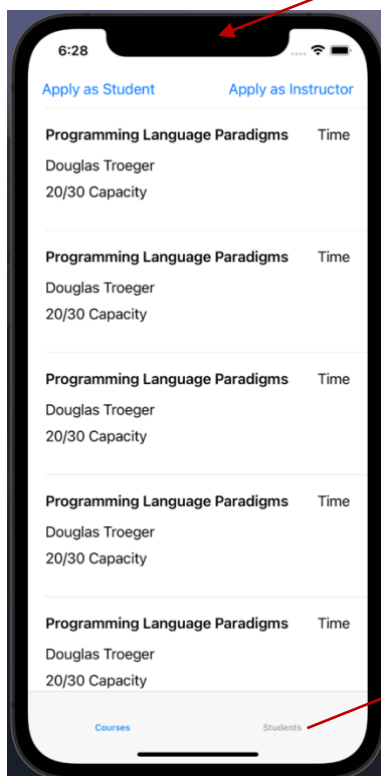 6:28
Apply as Student Apply as Instructor
Programming Language Paradigms Time
Douglas Troeger
20/30 Capacity
Programming Language Paradigms Time
Douglas Troeger
20/30 Capacity
Programming Language Paradigms Time
Douglas Troeger
20/30 Capacity
Programming Language Paradigms Time
Douglas Troeger
20/30 Capacity
Programming Language Paradigms Time
Douglas Troeger
20/30 Capacity
Courses Students